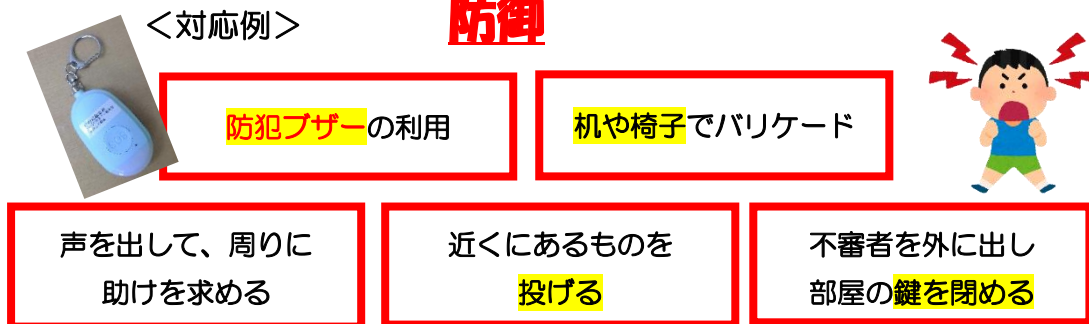 防御
＜対応例＞
防犯ブザーの利用
机や椅子でバリケード
声を出して、周りに
助けを求める
近くにあるものを
投げる
不審者を外に出し
部屋の鍵を閉める